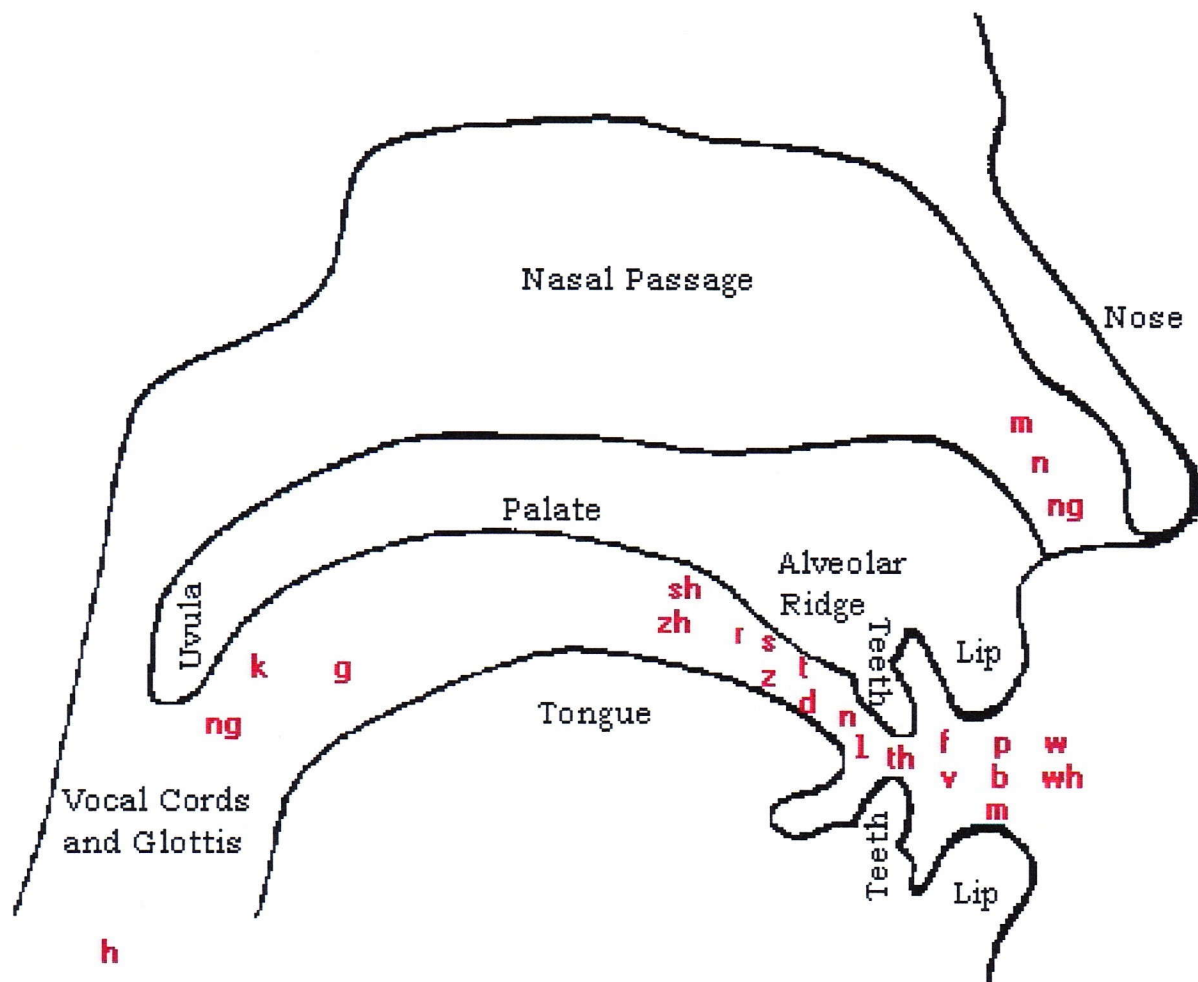 Nasal Passage
Nose
m
n
ng
Palate
Alveolar
Ridge
Teeth
Lip
Uvula
sh
zh
r
s
z
t
d
n
l
th
f
v
p
b
m
w
wh
k
g
ng
Tongue
Vocal Cords
and Glottis
Teeth
Lip
h